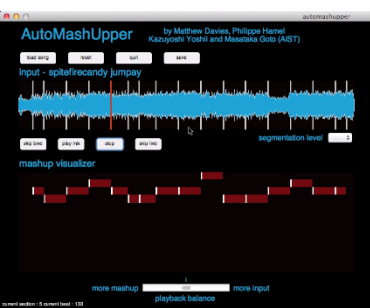 automashupper
AutoMashUpper
by Matthew Davies, Philippe Hamel
Kazuyoshi Yoshii and Masataka Goto (AIST)
load song reset quit save
input - spitefirecandy jumpay
skip bwd play mix stop skip fwd
segmentation level
mashup visualizer
more mashup more input
playback balance
current section : 5 current beat : 133